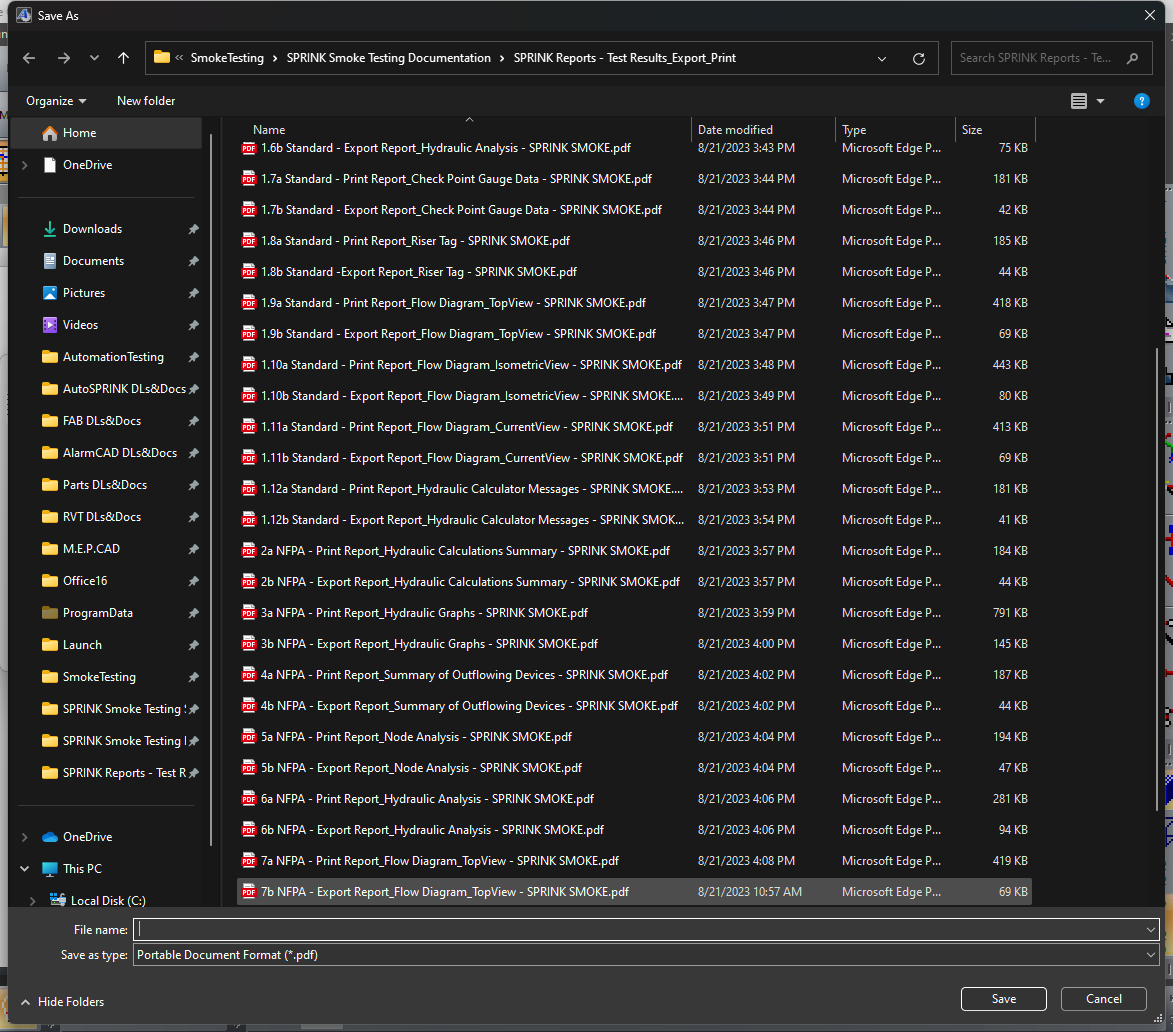 Save As
« SmokeTesting › SPRINK Smoke Testing Documentation › SPRINK Reports - Test Results_Export_Print
Search SPRINK Reports - Te...
Organize
New folder
?
Name Date modified Type Size
PDF 1.6b Standard - Export Report_Hydraulic Analysis - SPRINK SMOKE.pdf 8/21/2023 3:43 PM Microsoft Edge P... 75 KB
PDF 1.7a Standard - Print Report_Check Point Gauge Data - SPRINK SMOKE.pdf 8/21/2023 3:44 PM Microsoft Edge P... 181 KB
PDF 1.7b Standard - Export Report_Check Point Gauge Data - SPRINK SMOKE.pdf 8/21/2023 3:44 PM Microsoft Edge P... 42 KB
PDF 1.8a Standard - Print Report_Riser Tag - SPRINK SMOKE.pdf 8/21/2023 3:46 PM Microsoft Edge P... 185 KB
PDF 1.8b Standard -Export Report_Riser Tag - SPRINK SMOKE.pdf 8/21/2023 3:46 PM Microsoft Edge P... 44 KB
PDF 1.9a Standard - Print Report_Flow Diagram_TopView - SPRINK SMOKE.pdf 8/21/2023 3:47 PM Microsoft Edge P... 418 KB
PDF 1.9b Standard - Export Report_Flow Diagram_TopView - SPRINK SMOKE.pdf 8/21/2023 3:47 PM Microsoft Edge P... 69 KB
PDF 1.10a Standard - Print Report_Flow Diagram_IsometricView - SPRINK SMOKE.pdf 8/21/2023 3:48 PM Microsoft Edge P... 443 KB
PDF 1.10b Standard - Export Report_Flow Diagram_IsometricView - SPRINK SMOKE.... 8/21/2023 3:49 PM Microsoft Edge P... 80 KB
PDF 1.11a Standard - Print Report_Flow Diagram_CurrentView - SPRINK SMOKE.pdf 8/21/2023 3:51 PM Microsoft Edge P... 413 KB
PDF 1.11b Standard - Export Report_Flow Diagram_CurrentView - SPRINK SMOKE.pdf 8/21/2023 3:51 PM Microsoft Edge P... 69 KB
PDF 1.12a Standard - Print Report_Hydraulic Calculator Messages - SPRINK SMOKE.... 8/21/2023 3:53 PM Microsoft Edge P... 181 KB
PDF 1.12b Standard - Export Report_Hydraulic Calculator Messages - SPRINK SMOK... 8/21/2023 3:54 PM Microsoft Edge P... 41 KB
PDF 2a NFPA - Print Report_Hydraulic Calculations Summary - SPRINK SMOKE.pdf 8/21/2023 3:57 PM Microsoft Edge P... 184 KB
PDF 2b NFPA - Export Report_Hydraulic Calculations Summary - SPRINK SMOKE.pdf 8/21/2023 3:57 PM Microsoft Edge P... 44 KB
PDF 3a NFPA - Print Report_Hydraulic Graphs - SPRINK SMOKE.pdf 8/21/2023 3:59 PM Microsoft Edge P... 791 KB
PDF 3b NFPA - Export Report_Hydraulic Graphs - SPRINK SMOKE.pdf 8/21/2023 4:00 PM Microsoft Edge P... 145 KB
PDF 4a NFPA - Print Report_Summary of Outflowing Devices - SPRINK SMOKE.pdf 8/21/2023 4:02 PM Microsoft Edge P... 187 KB
PDF 4b NFPA - Export Report_Summary of Outflowing Devices - SPRINK SMOKE.pdf 8/21/2023 4:02 PM Microsoft Edge P... 44 KB
PDF 5a NFPA - Print Report_Node Analysis - SPRINK SMOKE.pdf 8/21/2023 4:04 PM Microsoft Edge P... 194 KB
PDF 5b NFPA - Export Report_Node Analysis - SPRINK SMOKE.pdf 8/21/2023 4:04 PM Microsoft Edge P... 47 KB
PDF 6a NFPA - Print Report_Hydraulic Analysis - SPRINK SMOKE.pdf 8/21/2023 4:06 PM Microsoft Edge P... 281 KB
PDF 6b NFPA - Export Report_Hydraulic Analysis - SPRINK SMOKE.pdf 8/21/2023 4:06 PM Microsoft Edge P... 94 KB
PDF 7a NFPA - Print Report_Flow Diagram_TopView - SPRINK SMOKE.pdf 8/21/2023 4:08 PM Microsoft Edge P... 419 KB
PDF 7b NFPA - Export Report_Flow Diagram_TopView - SPRINK SMOKE.pdf 8/21/2023 10:57 AM Microsoft Edge P... 69 KB
Home
OneDrive
Downloads
Documents
Pictures
Videos
AutomationTesting
AutoSPRINK DLs&Docs
FAB DLs&Docs
AlarmCAD DLs&Docs
Parts DLs&Docs
RVT DLs&Docs
M.E.P.CAD
Office16
ProgramData
Launch
SmokeTesting
SPRINK Smoke Testing
SPRINK Smoke Testing
SPRINK Reports - Test R
OneDrive
This PC
Local Disk (C:)
File name:
Save as type: Portable Document Format (*.pdf)
Hide Folders
Save
Cancel